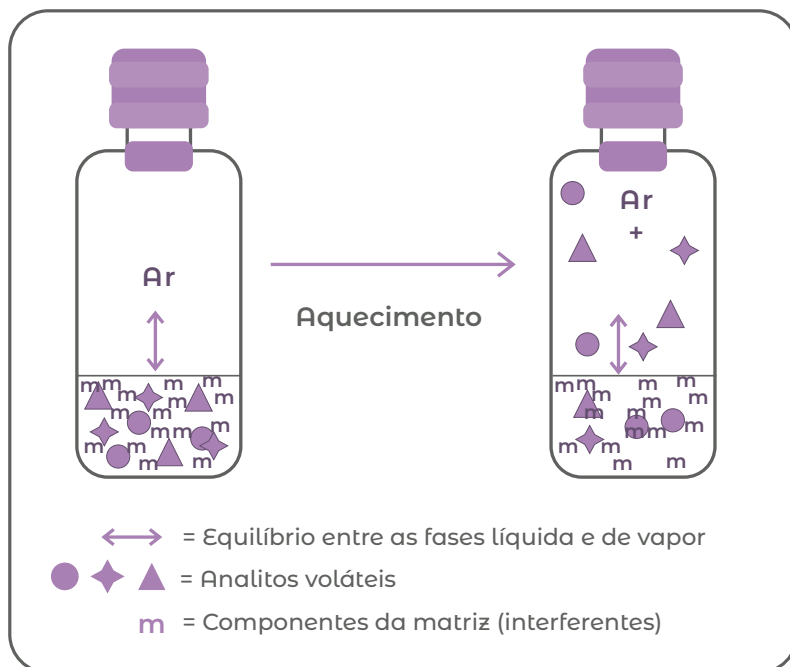 Ar
Ar
+
Aquecimento
m m m m m m m m m m m m m m m m
m m m m m m m m m m m m m m m m m
= Equilíbrio entre as fases líquida e de vapor
= Analitos voláteis
m = Componentes da matriz (interferentes)